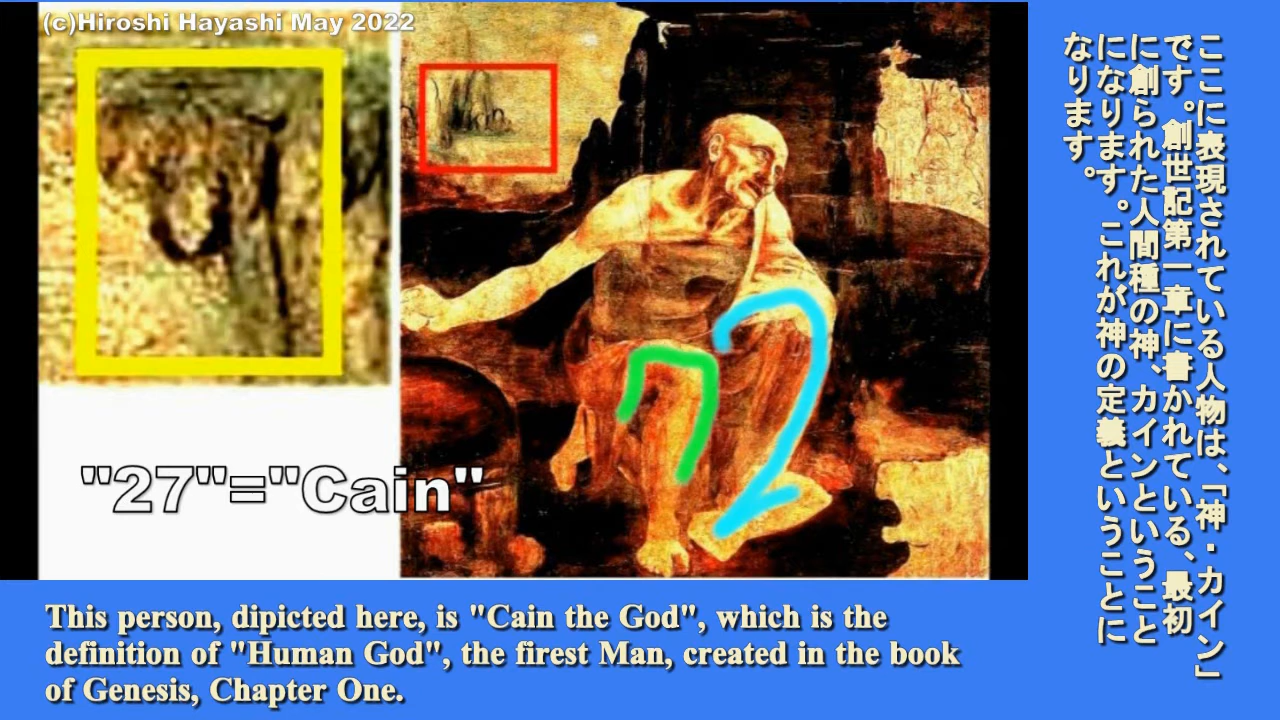 (c)Hiroshi Hayashi May 2022
"27"="Cain"
This person, dipicted here, is "Cain the God", which is the
definition of "Human God", the firest Man, created in the book
of Genesis, Chapter One.
ここに表現されている人物は、「神・カイン」
です。創世記第一章に書かれている、最初
に創られた人間種の神、カインということ
になります。これが神の定義ということに
なります。